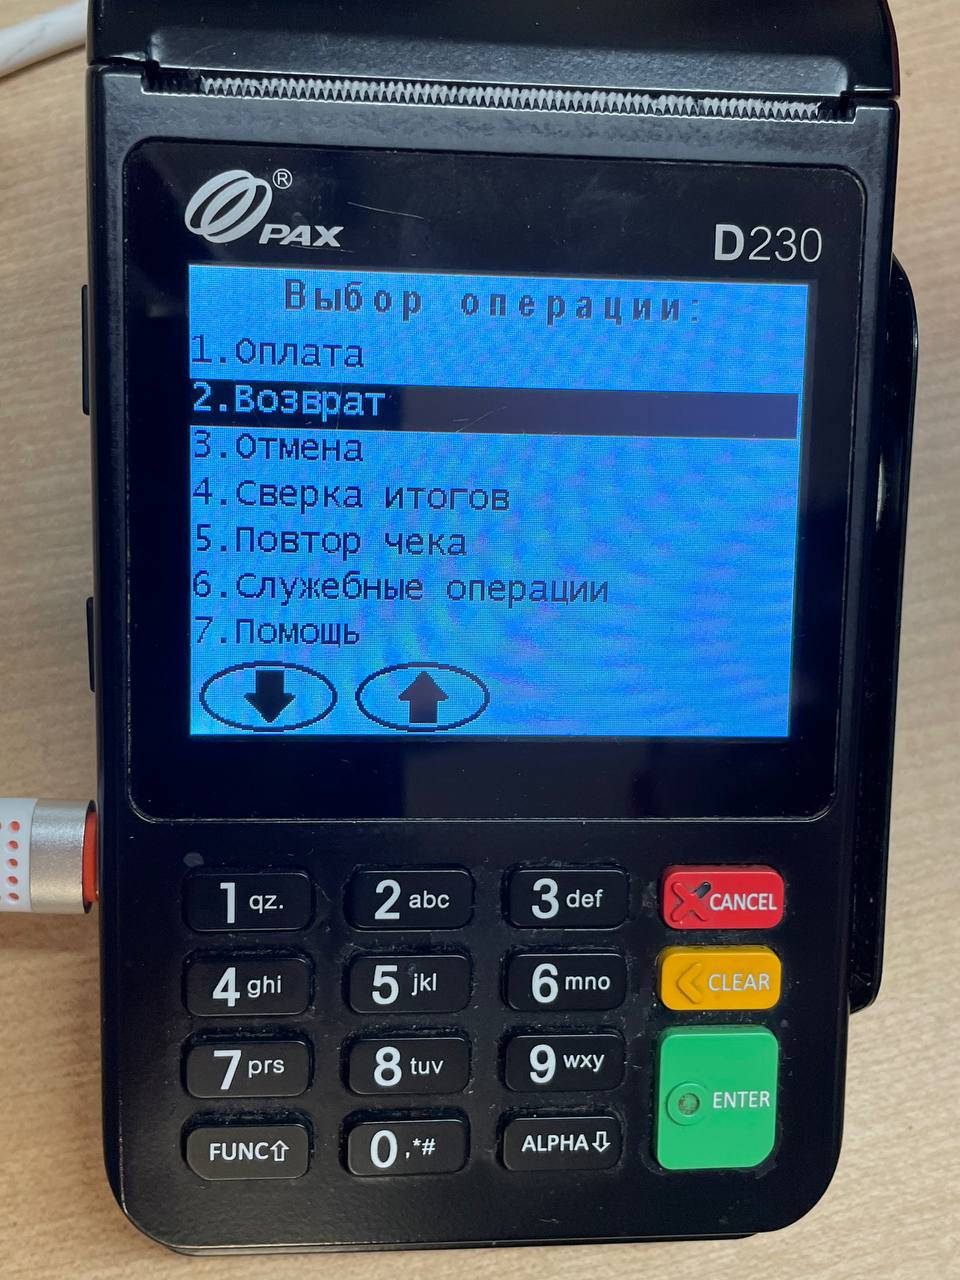 PAX®
D230
Выбор операции:
1.Оплата
2.Возврат
3.Отмена
4.Сверка итогов
5.Повтор чека
6.Служебные операции
7.Помощь
1 qz. 2 abc 3 def CANCEL
4 ghi 5 jkl 6 mno CLEAR
7 prs 8 tuv 9 wxy ENTER
FUNC⇧ 0 ,*# ALPHA⇩